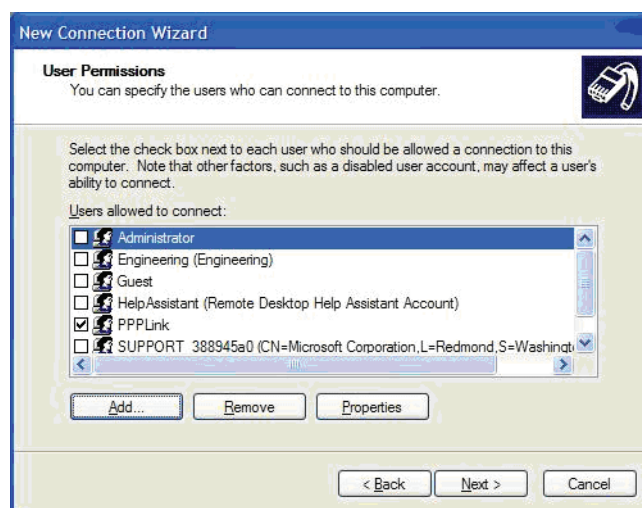 New Connection Wizard
User Permissions
You can specify the users who can connect to this computer.
Select the check box next to each user who should be allowed a connection to this
computer. Note that other factors, such as a disabled user account, may affect a user's
ability to connect.
Users allowed to connect:
Administrator
Engineering (Engineering)
Guest
HelpAssistant (Remote Desktop Help Assistant Account)
PPPLink
SUPPORT_388945a0 (CN=Microsoft Corporation,L=Redmond,S=Washingt
Add...
Remove
Properties
< Back
Next >
Cancel